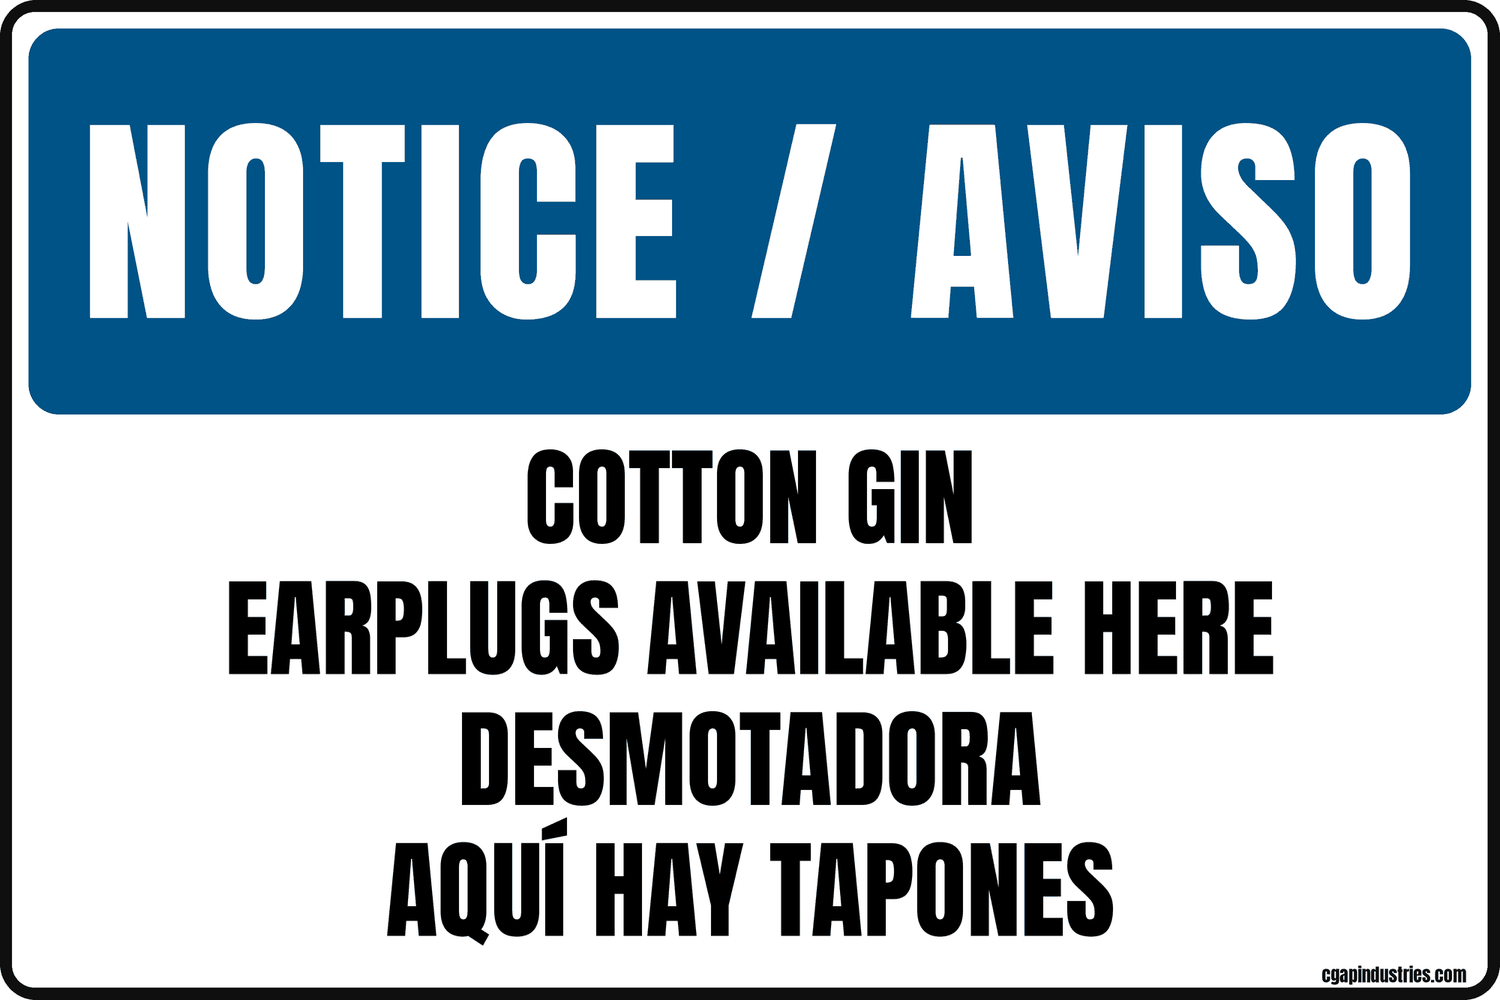 NOTICE / AVISO
COTTON GIN
EARPLUGS AVAILABLE HERE
DESMOTADORA
AQUÍ HAY TAPONES
cgapindustries.com